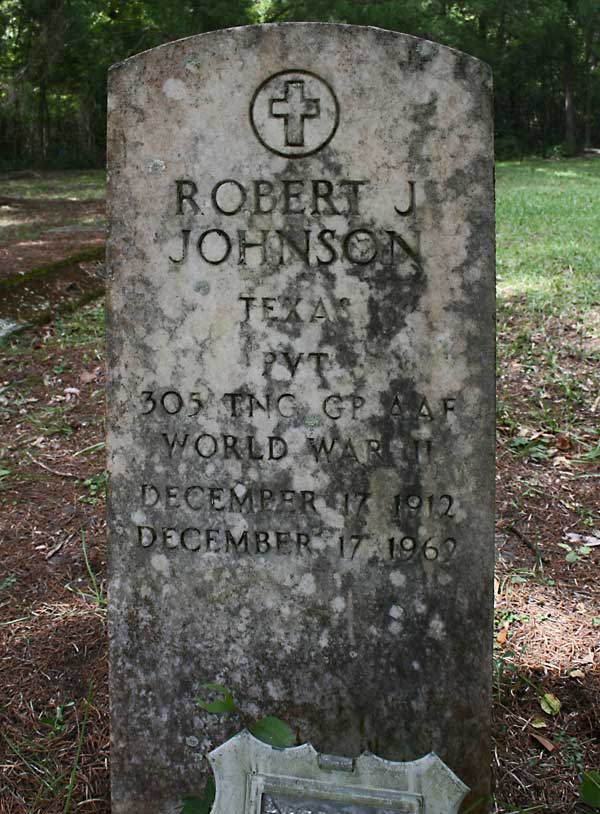 ROBERT J
JOHNSON
TEXAS
PVT
305 TNG GP AAF
WORLD WAR II
DECEMBER 17 1912
DECEMBER 17 1962